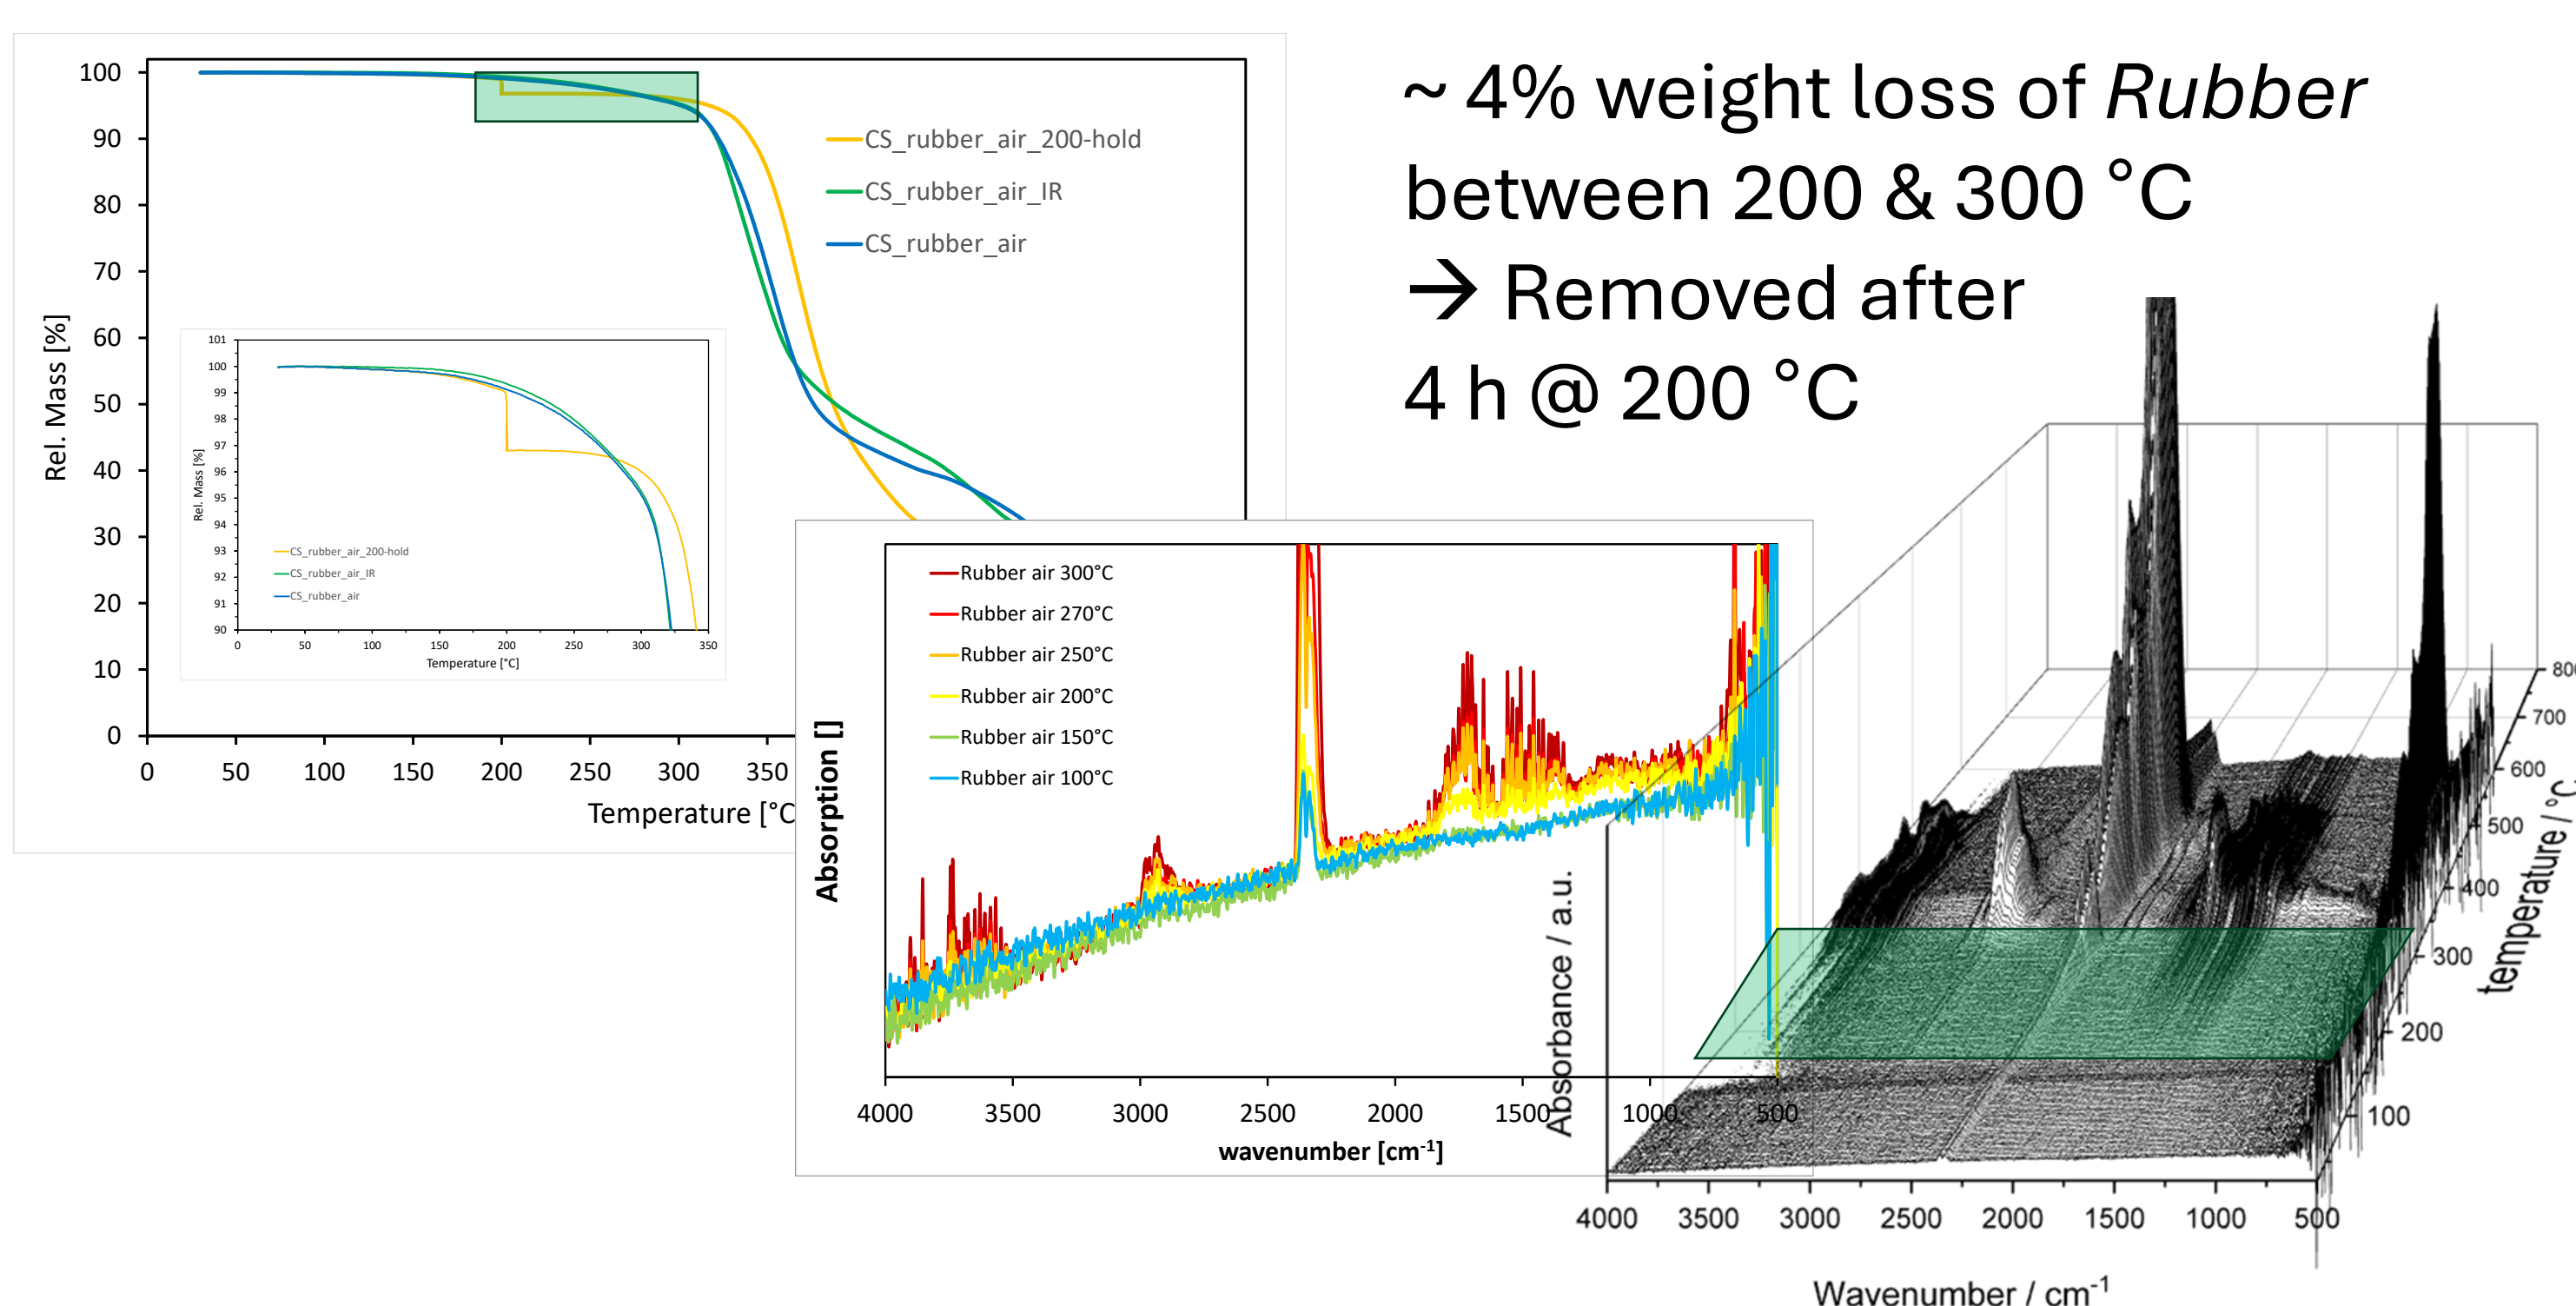 ~ 4% weight loss of Rubber
between 200 & 300 °C
→ Removed after
4 h @ 200 °C
100
90
80
70
60
50
40
30
20
10
0
Rel. Mass [%]
CS_rubber_air_200-hold
CS_rubber_air_IR
CS_rubber_air
0 50 100 150 200 250 300 350
Temperature [°C
101
100
99
98
97
96
95
94
93
92
91
90
Rel. Mass [%]
CS_rubber_air_200-hold
CS_rubber_air_IR
CS_rubber_air
0 50 100 150 200 250 300 350
Temperature [°C]
Absorption []
Rubber air 300°C
Rubber air 270°C
Rubber air 250°C
Rubber air 200°C
Rubber air 150°C
Rubber air 100°C
4000 3500 3000 2500 2000 1500 1000 500
wavenumber [cm-1]
Absorbance / a.u.
700
600
500
400
300
200
100
temperature / °C
4000 3500 3000 2500 2000 1500 1000 500
Wavenumber / cm-1